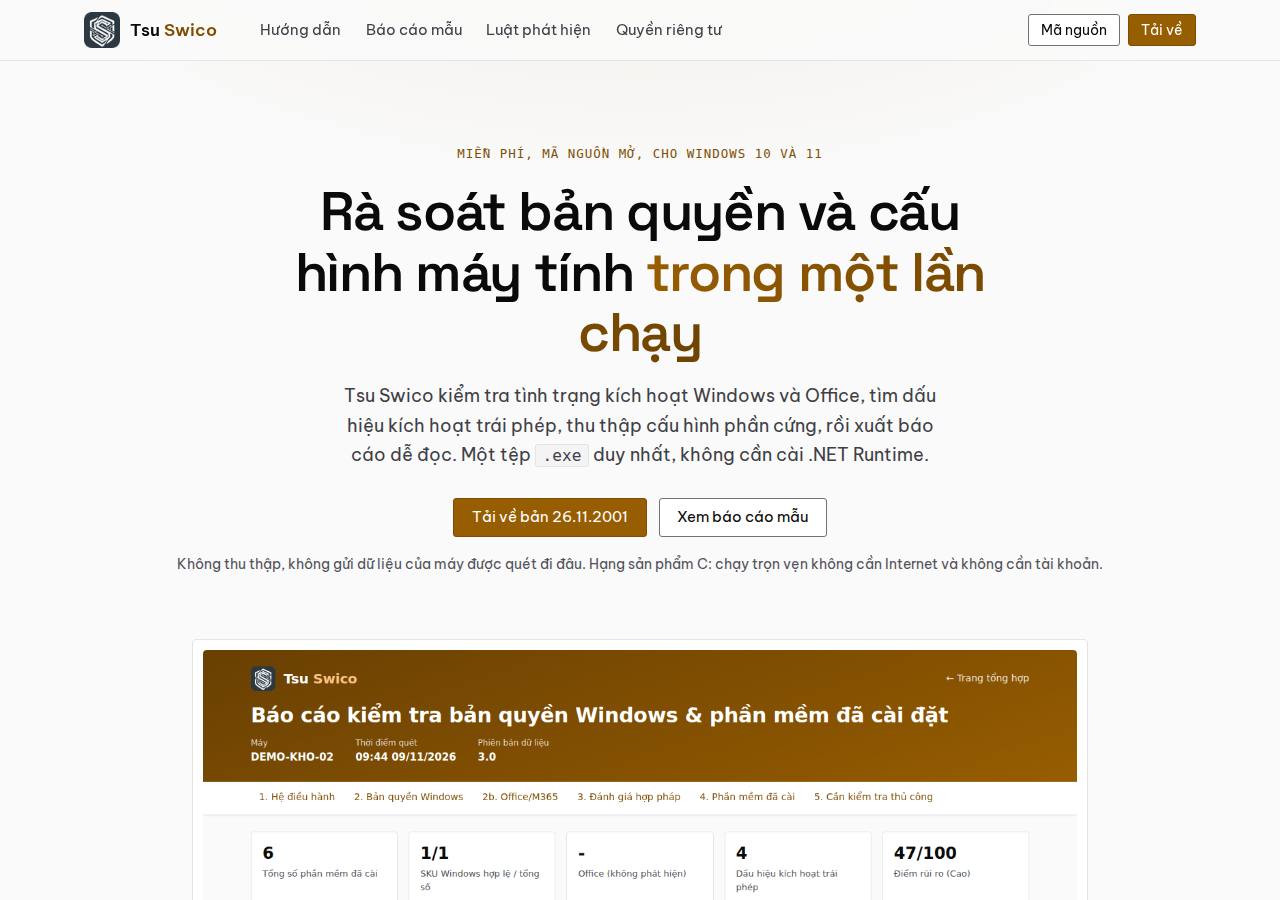 Tsu Swico
Hướng dẫn
Báo cáo mẫu
Luật phát hiện
Quyền riêng tư
Mã nguồn
Tải về
MIỄN PHÍ, MÃ NGUỒN MỞ, CHO WINDOWS 10 VÀ 11
Rà soát bản quyền và cấu
hình máy tính trong một lần
chạy
Tsu Swico kiểm tra tình trạng kích hoạt Windows và Office, tìm dấu
hiệu kích hoạt trái phép, thu thập cấu hình phần cứng, rồi xuất báo
cáo dễ đọc. Một tệp .exe duy nhất, không cần cài .NET Runtime.
Tải về bản 26.11.2001
Xem báo cáo mẫu
Không thu thập, không gửi dữ liệu của máy được quét đi đâu. Hạng sản phẩm C: chạy trọn vẹn không cần Internet và không cần tài khoản.
Tsu Swico
← Trang tổng hợp
Báo cáo kiểm tra bản quyền Windows & phần mềm đã cài đặt
Máy
DEMO-KHO-02
Thời điểm quét
09:44 09/11/2026
Phiên bản dữ liệu
3.0
1. Hệ điều hành
2. Bản quyền Windows
2b. Office/M365
3. Đánh giá hợp pháp
4. Phần mềm đã cài
5. Cần kiểm tra thủ công
6
Tổng số phần mềm đã cài
1/1
SKU Windows hợp lệ / tổng
số
-
Office (không phát hiện)
4
Dấu hiệu kích hoạt trái
phép
47/100
Điểm rủi ro (Cao)